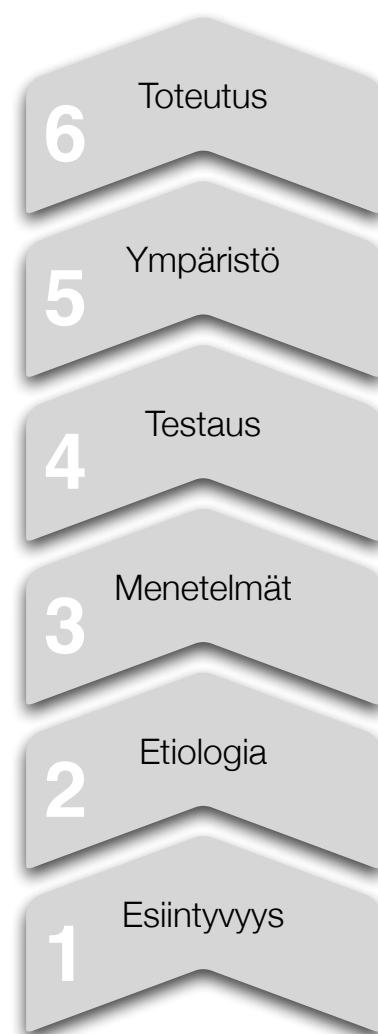 6 Toteutus
5 Ympäristö
4 Testaus
3 Menetelmät
2 Etiologia
1 Esiintyvyys